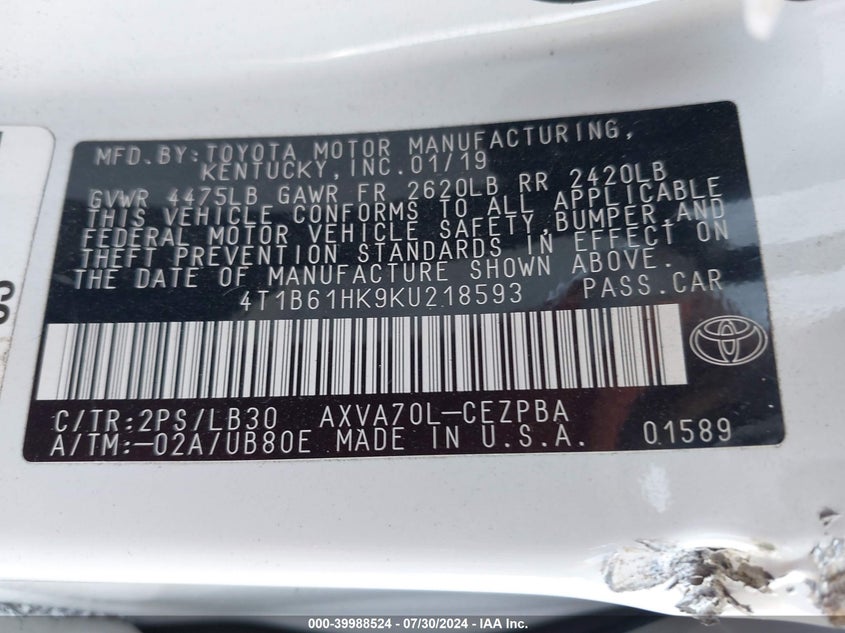 MFD. BY: TOYOTA MOTOR MANUFACTURING,
KENTUCKY, INC. 01/19
GVWR 4475LB GAWR FR 2620LB RR 2420LB
THIS VEHICLE CONFORMS TO ALL APPLICABLE
FEDERAL MOTOR VEHICLE SAFETY, BUMPER, AND
THEFT PREVENTION STANDARDS IN EFFECT ON
THE DATE OF MANUFACTURE SHOWN ABOVE.
4T1B61HK9KU218593 PASS. CAR
C/TR: 2PS/LB30 AXVA70L-CEZPBA
A/TM: -02A/UB80E MADE IN U.S.A. 01589
000-39988524 | 07/30/2024 - IAA Inc.